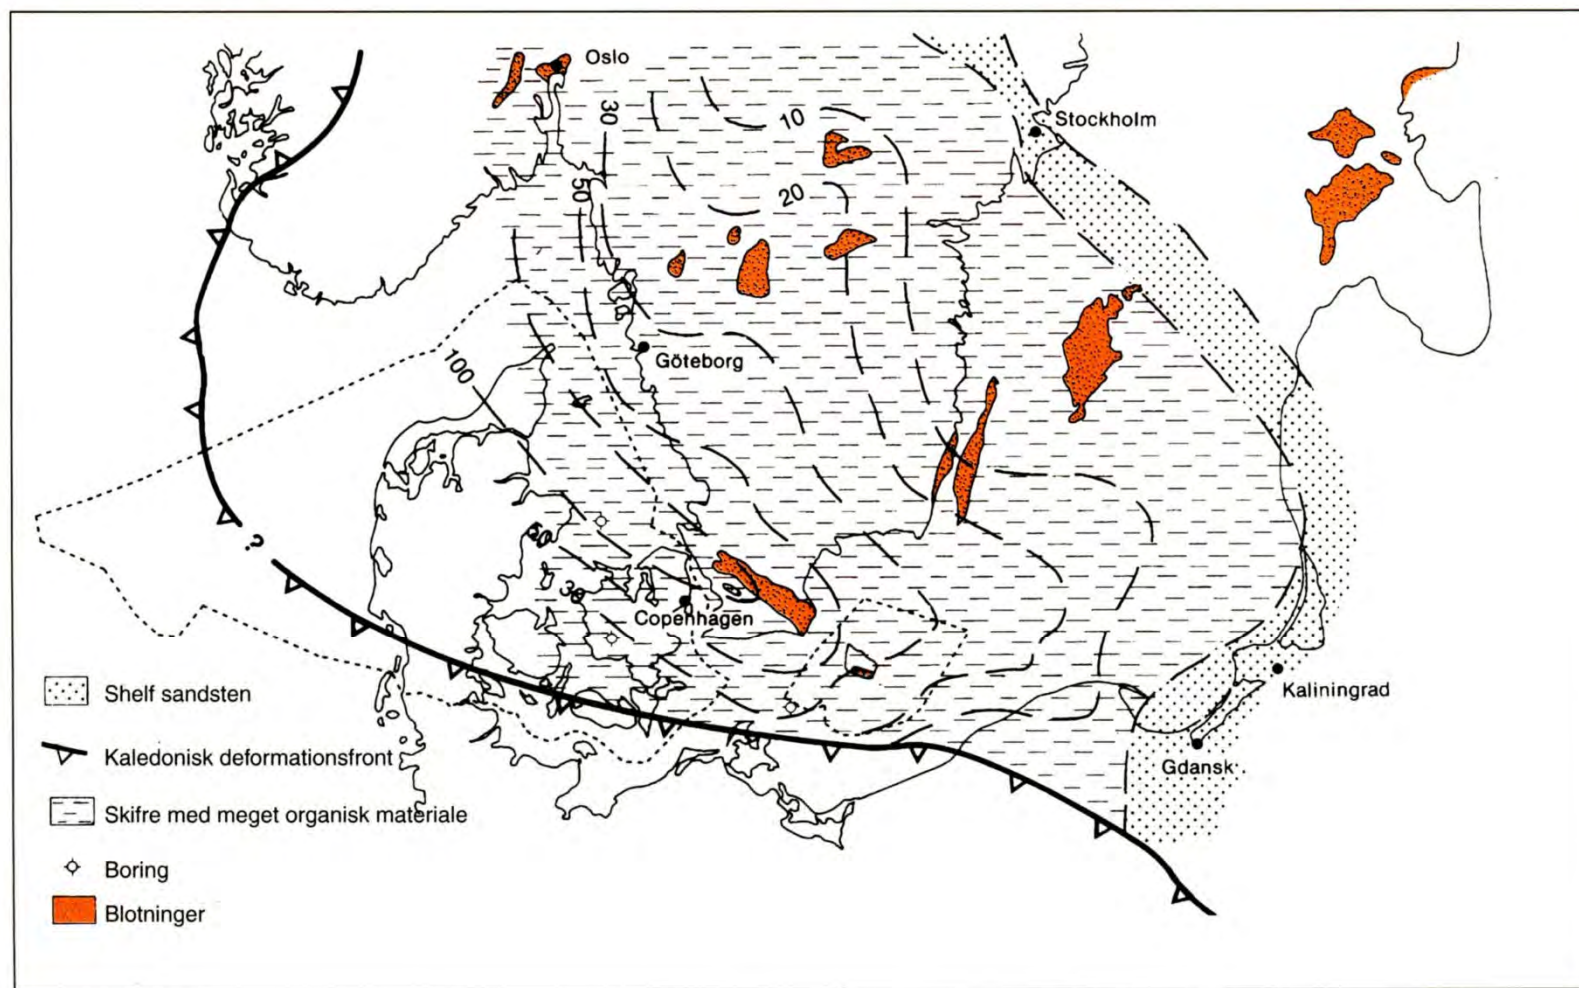 Oslo
30
10
Stockholm
50
20
Göteborg
100
?
50
30
Copenhagen
Kaliningrad
Gdansk
Shelf sandsten
Kaledonisk deformationsfront
Skifre med meget organisk materiale
Boring
Blotninger